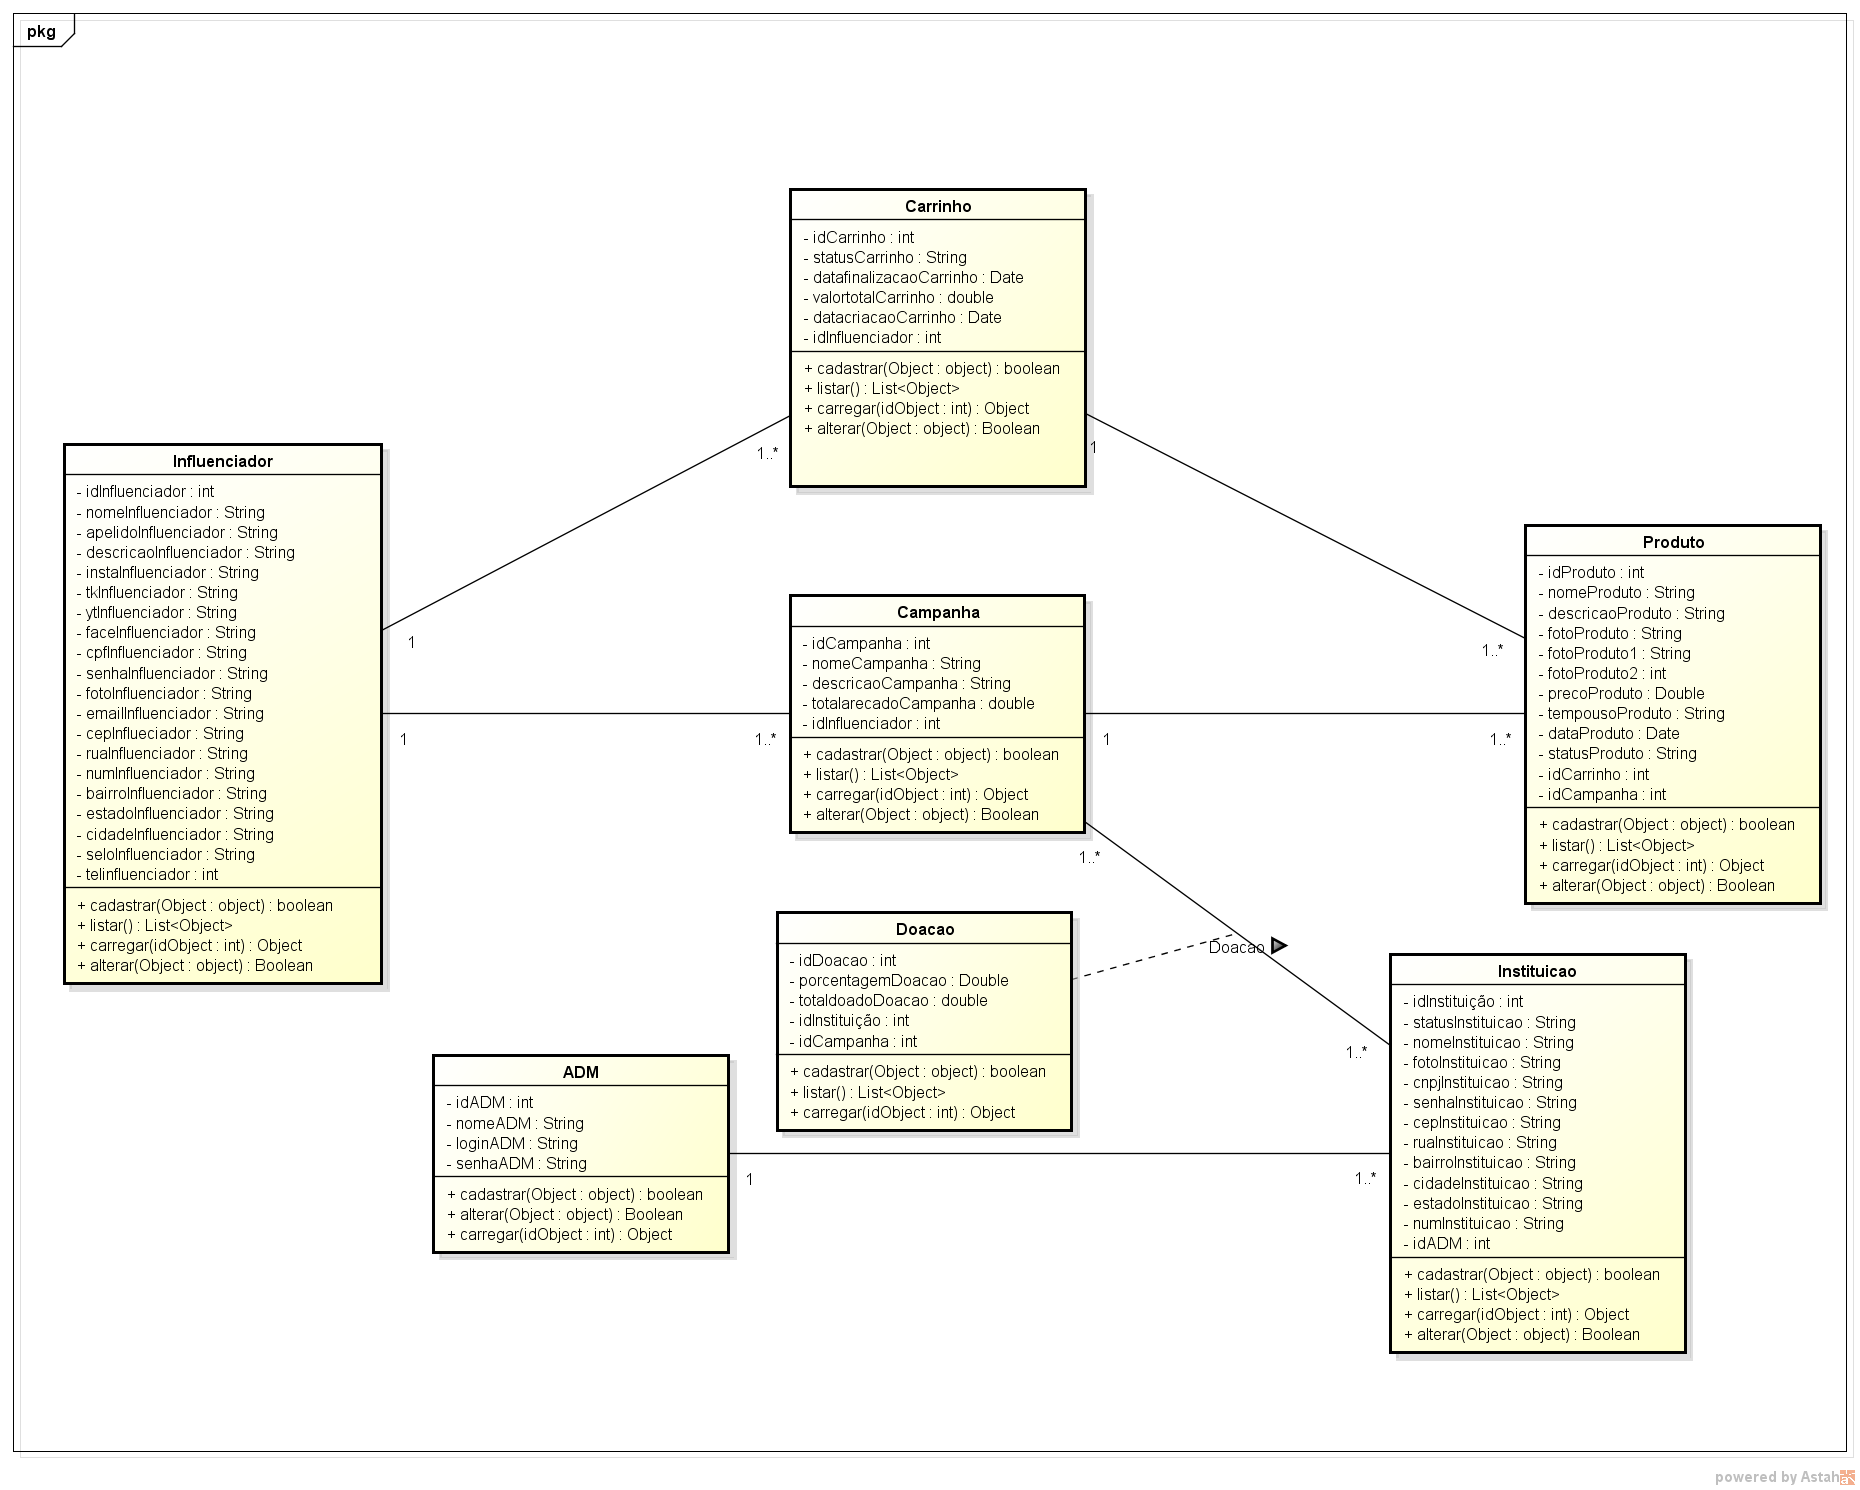 pkg
Carrinho
- idCarrinho : int
- statusCarrinho : String
- datafinalizacaoCarrinho : Date
- valortotalCarrinho : double
- datacriacaoCarrinho : Date
- idInfluenciador : int
+ cadastrar(Object : object) : boolean
+ listar() : List<Object>
+ carregar(idObject : int) : Object
+ alterar(Object : object) : Boolean
1..*
1
Influenciador
- idInfluenciador : int
- nomeInfluenciador : String
- apelidoInfluenciador : String
- descricaoInfluenciador : String
- instaInfluenciador : String
- tkInfluenciador : String
- ytInfluenciador : String
- faceInfluenciador : String
- cpfInfluenciador : String
- senhaInfluenciador : String
- fotoInfluenciador : String
- emailInfluenciador : String
- cepInflueciador : String
- ruaInfluenciador : String
- numInfluenciador : String
- bairroInfluenciador : String
- estadoInfluenciador : String
- cidadeInfluenciador : String
- seloInfluenciador : String
- telinfluenciador : int
+ cadastrar(Object : object) : boolean
+ listar() : List<Object>
+ carregar(idObject : int) : Object
+ alterar(Object : object) : Boolean
1
1
1..*
Campanha
- idCampanha : int
- nomeCampanha : String
- descricaoCampanha : String
- totalarecadoCampanha : double
- idInfluenciador : int
+ cadastrar(Object : object) : boolean
+ listar() : List<Object>
+ carregar(idObject : int) : Object
+ alterar(Object : object) : Boolean
1
1..*
1..*
1..*
Produto
- idProduto : int
- nomeProduto : String
- descricaoProduto : String
- fotoProduto : String
- fotoProduto1 : String
- fotoProduto2 : int
- precoProduto : Double
- tempousoProduto : String
- dataProduto : Date
- statusProduto : String
- idCarrinho : int
- idCampanha : int
+ cadastrar(Object : object) : boolean
+ listar() : List<Object>
+ carregar(idObject : int) : Object
+ alterar(Object : object) : Boolean
Doacao
- idDoacao : int
- porcentagemDoacao : Double
- totaldoadoDoacao : double
- idInstituição : int
- idCampanha : int
+ cadastrar(Object : object) : boolean
+ listar() : List<Object>
+ carregar(idObject : int) : Object
Doacao
1..*
ADM
- idADM : int
- nomeADM : String
- loginADM : String
- senhaADM : String
+ cadastrar(Object : object) : boolean
+ alterar(Object : object) : Boolean
+ carregar(idObject : int) : Object
1
1..*
Instituicao
- idInstituição : int
- statusInstituicao : String
- nomeInstituicao : String
- fotoInstituicao : String
- cnpjInstituicao : String
- senhaInstituicao : String
- cepInstituicao : String
- ruaInstituicao : String
- bairroInstituicao : String
- cidadeInstituicao : String
- estadoInstituicao : String
- numInstituicao : String
- idADM : int
+ cadastrar(Object : object) : boolean
+ listar() : List<Object>
+ carregar(idObject : int) : Object
+ alterar(Object : object) : Boolean
powered by Astah